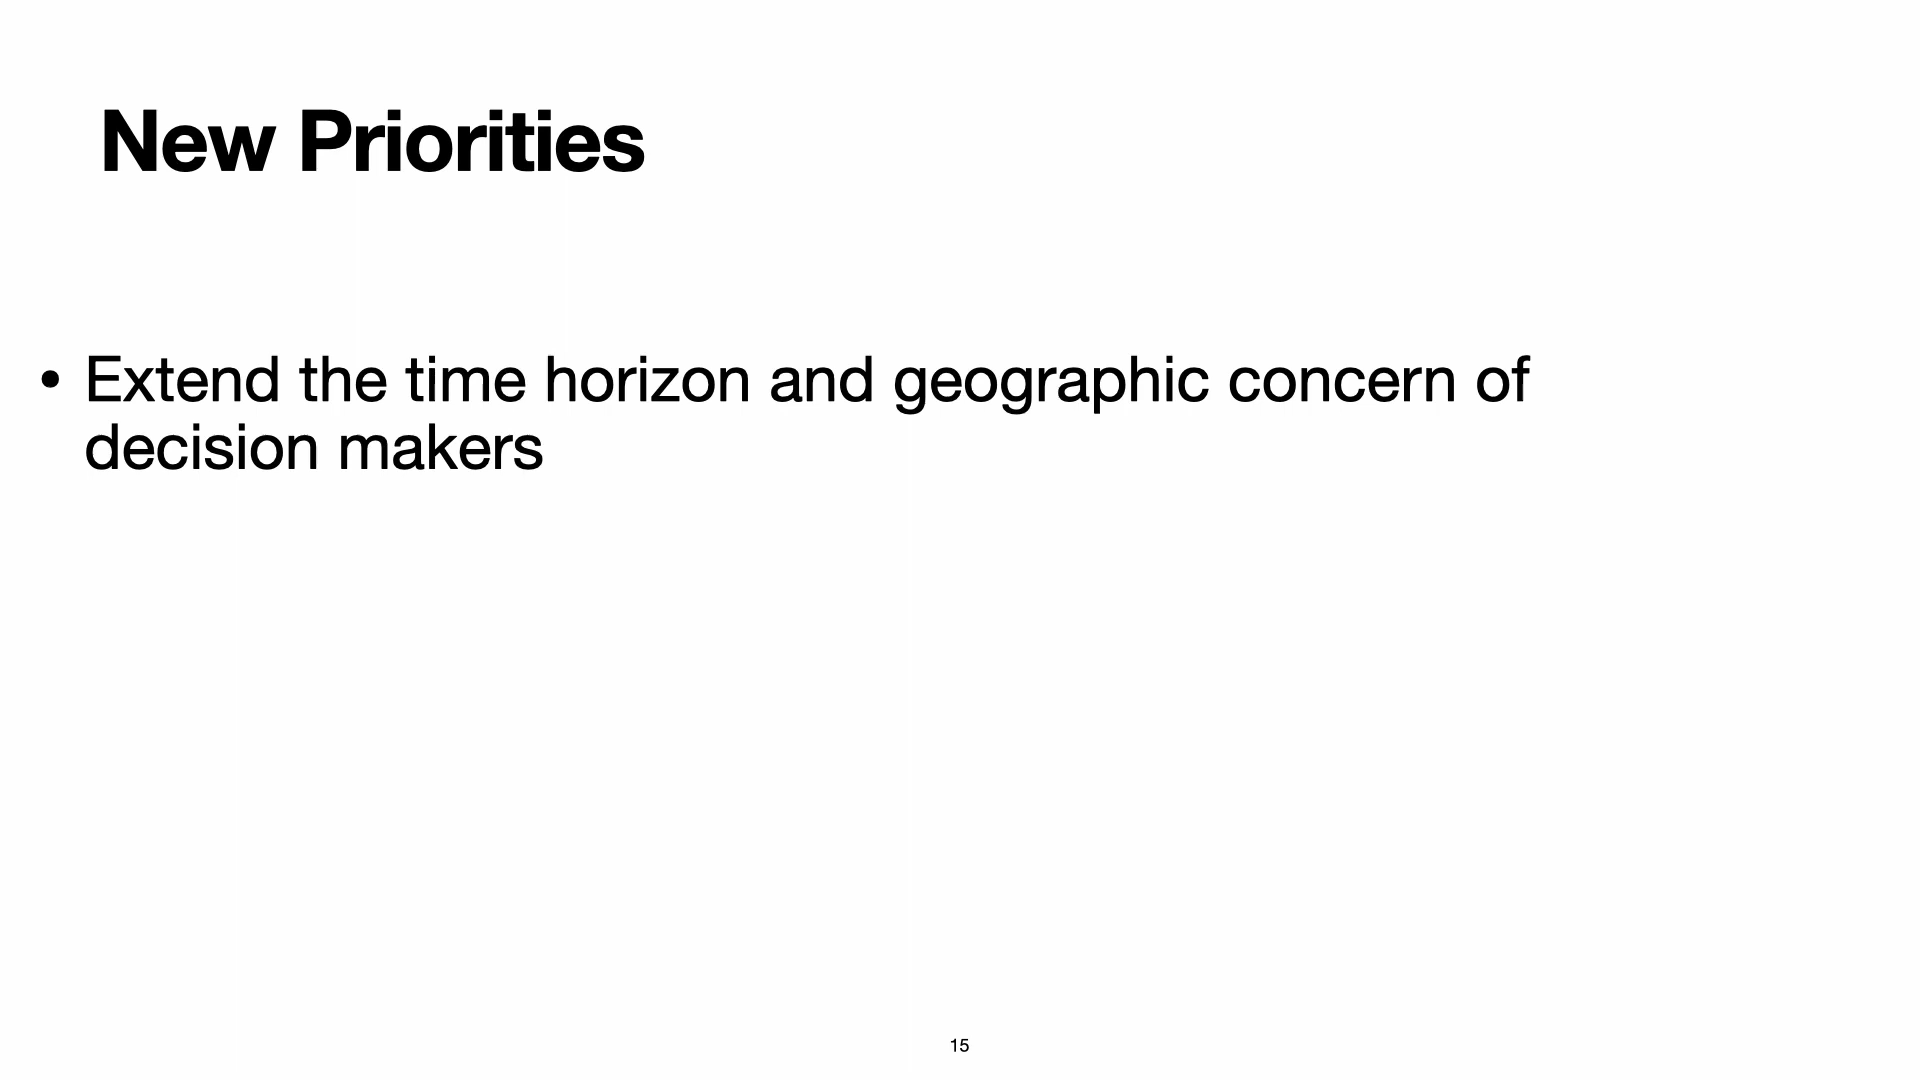 New Priorities
• Extend the time horizon and geographic concern of
decision makers
15